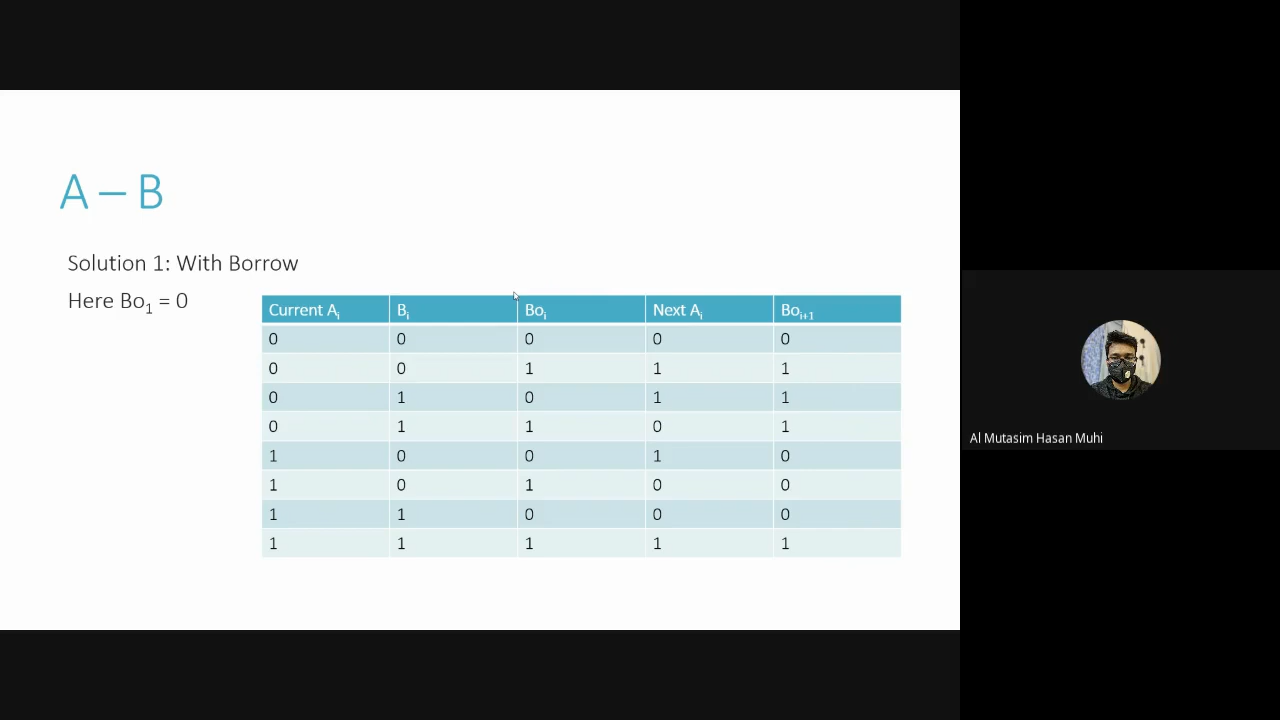 A – B
Solution 1: With Borrow
Here Bo₁ = 0
Current Aᵢ Bᵢ Boᵢ Next Aᵢ Boᵢ₊₁
0 0 0 0 0
0 0 1 1 1
0 1 0 1 1
0 1 1 0 1
1 0 0 1 0
1 0 1 0 0
1 1 0 0 0
1 1 1 1 1
Al Mutasim Hasan Muhi